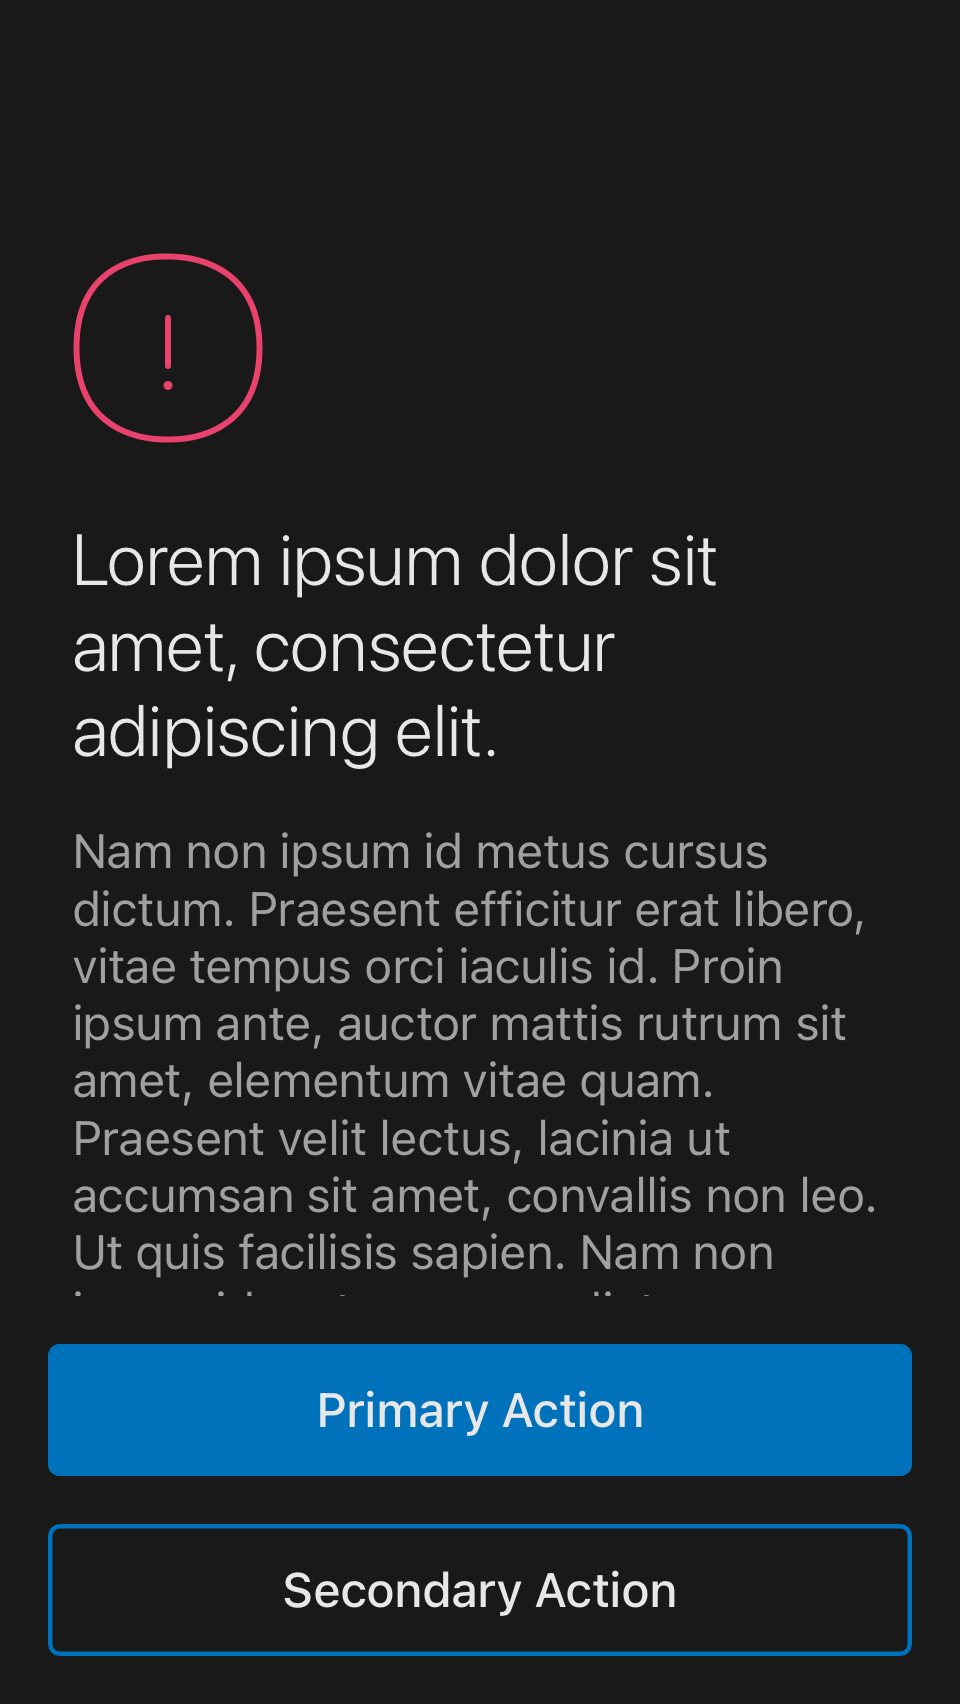 !
Lorem ipsum dolor sit
amet, consectetur
adipiscing elit.
Nam non ipsum id metus cursus
dictum. Praesent efficitur erat libero,
vitae tempus orci iaculis id. Proin
ipsum ante, auctor mattis rutrum sit
amet, elementum vitae quam.
Praesent velit lectus, lacinia ut
accumsan sit amet, convallis non leo.
Ut quis facilisis sapien. Nam non
Primary Action
Secondary Action